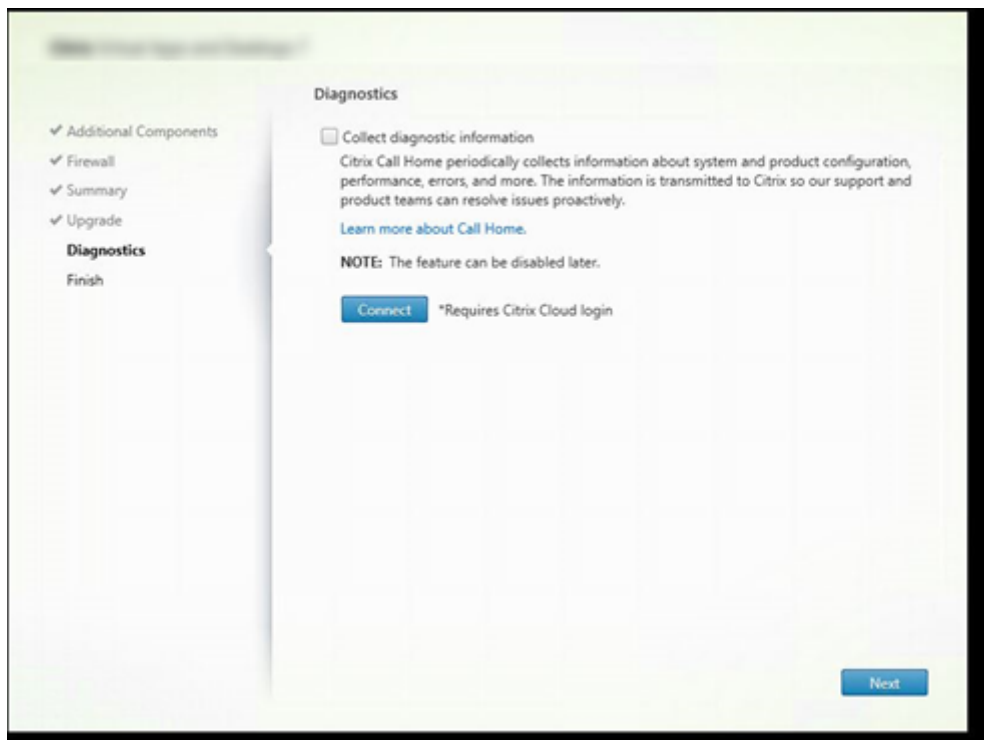 Diagnostics
✔ Additional Components
✔ Firewall
✔ Summary
✔ Upgrade
Diagnostics
Finish
Collect diagnostic information
Citrix Call Home periodically collects information about system and product configuration,
performance, errors, and more. The information is transmitted to Citrix so our support and
product teams can resolve issues proactively.
Learn more about Call Home.
NOTE: The feature can be disabled later.
Connect *Requires Citrix Cloud login
Next